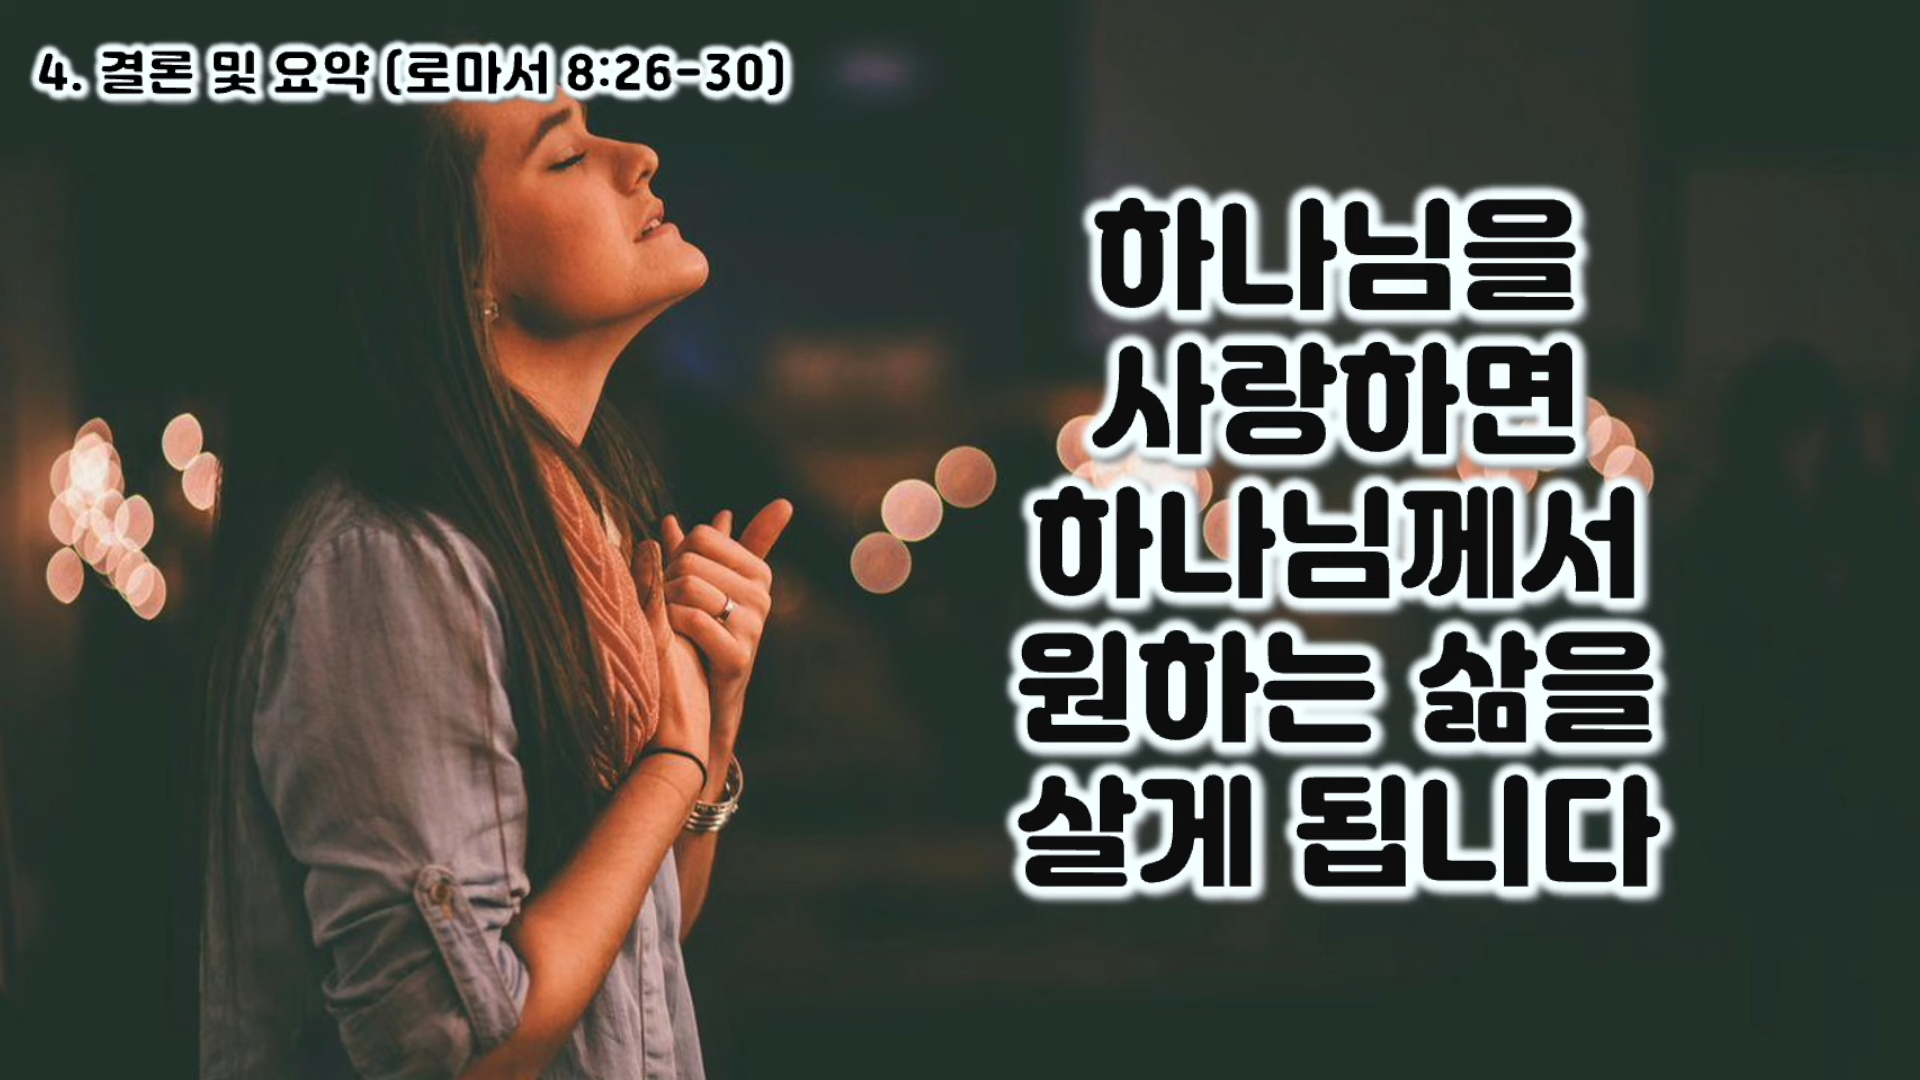 4. 결론 및 요약 (로마서 8:26-30)
하나님을
사랑하면
하나님께서
원하는 삶을
살게 됩니다